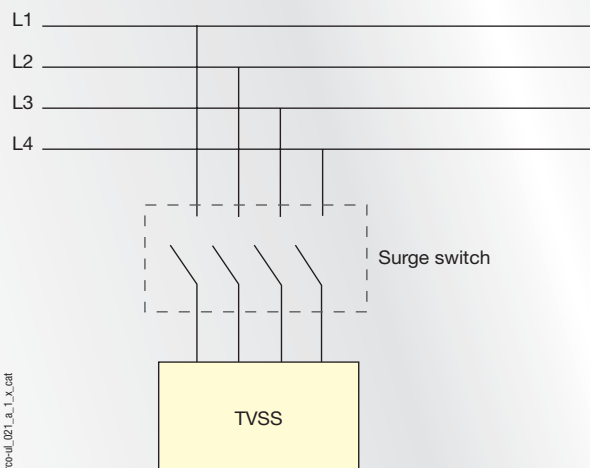 L1
L2
L3
L4
Surge switch
TVSS
rco-ul_021_a_1_x_cat